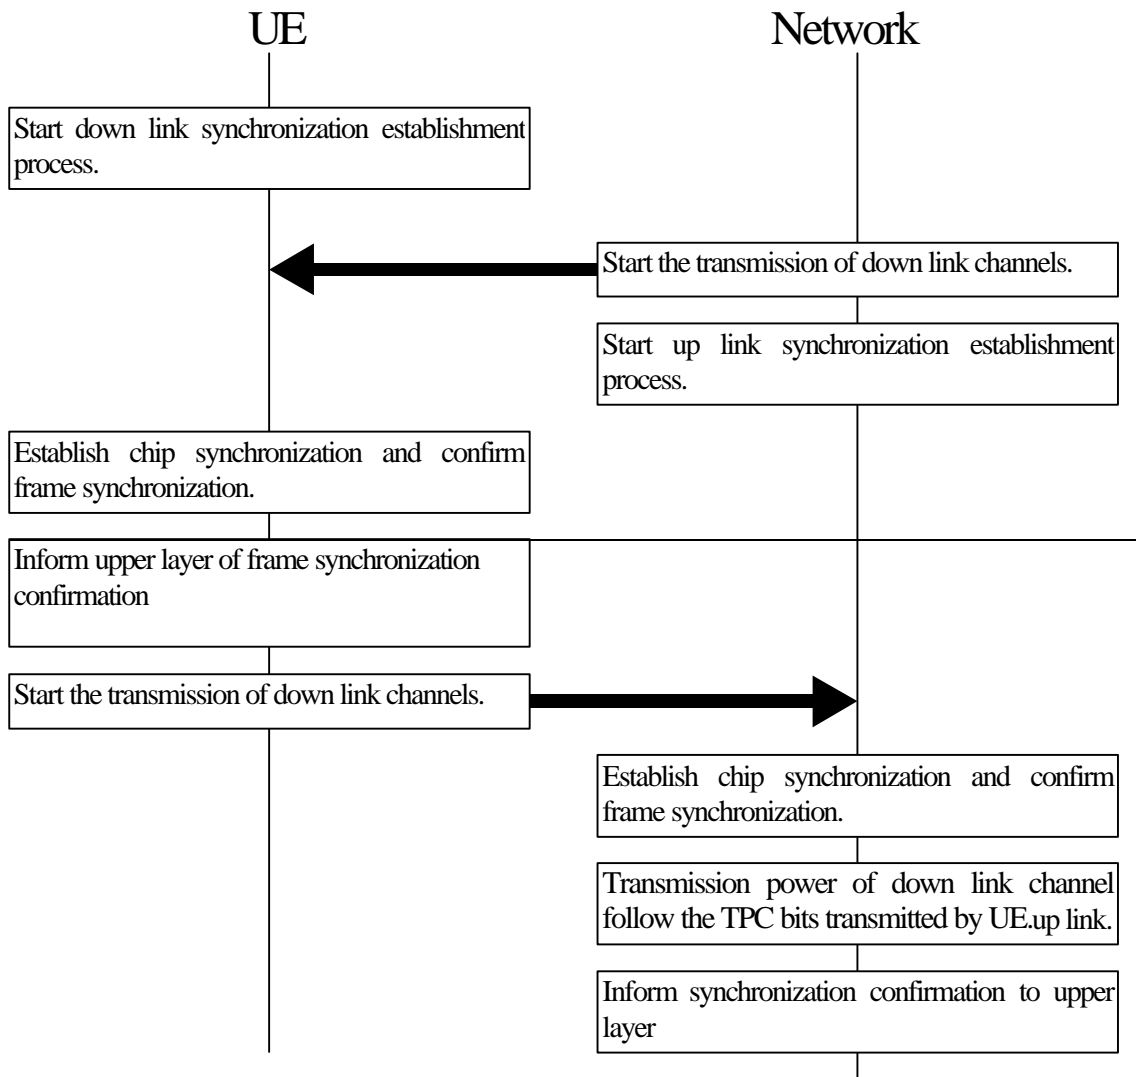 UE
Network
Start down link synchronization establishment
process.
Start the transmission of down link channels.
Start up link synchronization establishment
process.
Establish chip synchronization and confirm
frame synchronization.
Inform upper layer of frame synchronization
confirmation
Start the transmission of down link channels.
Establish chip synchronization and confirm
frame synchronization.
Transmission power of down link channel
follow the TPC bits transmitted by UE.up link.
Inform synchronization confirmation to upper
layer